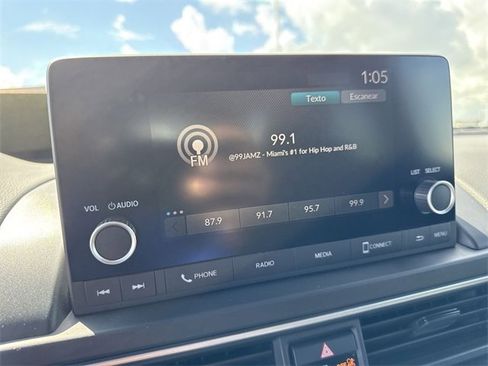 1:05
Texto Escanear
99.1
@99JAMZ - Miami's #1 for Hip Hop and R&B
FM
LIST SELECT
VOL AUDIO
87.9 91.7 95.7 99.9
PHONE RADIO MEDIA CONNECT MENU